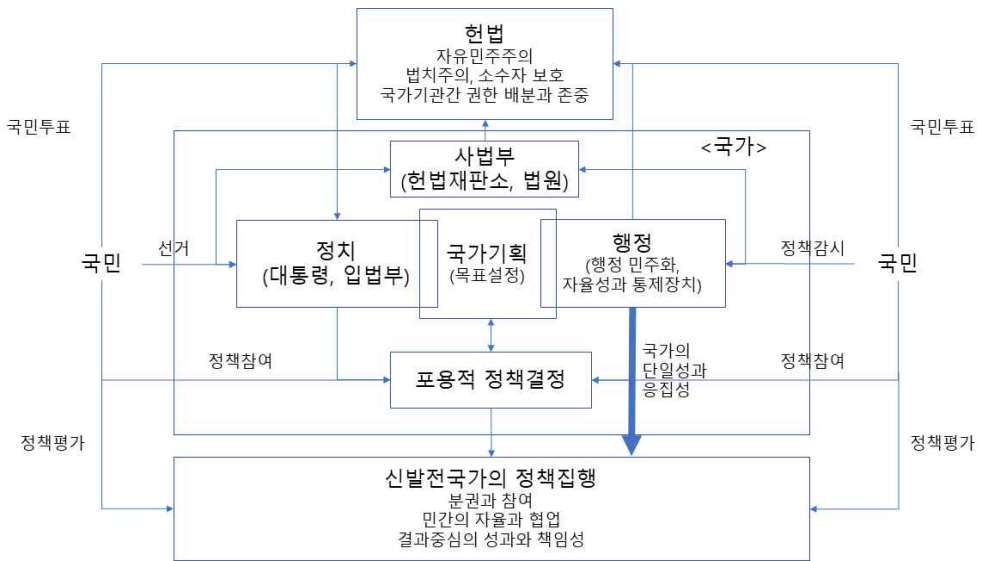 헌법
자유민주주의
법치주의, 소수자 보호
국가기관간 권한 배분과 존중
국민투표
국민투표
<국가>
사법부
(헌법재판소, 법원)
국민
선거
정치
(대통령, 입법부)
국가기획
(목표설정)
행정
(행정 민주화,
자율성과 통제장치)
정책감시
국민
정책참여
포용적 정책결정
국가의
단일성과
응집성
정책참여
정책평가
정책평가
신발전국가의 정책집행
분권과 참여
민간의 자율과 협업
결과중심의 성과와 책임성